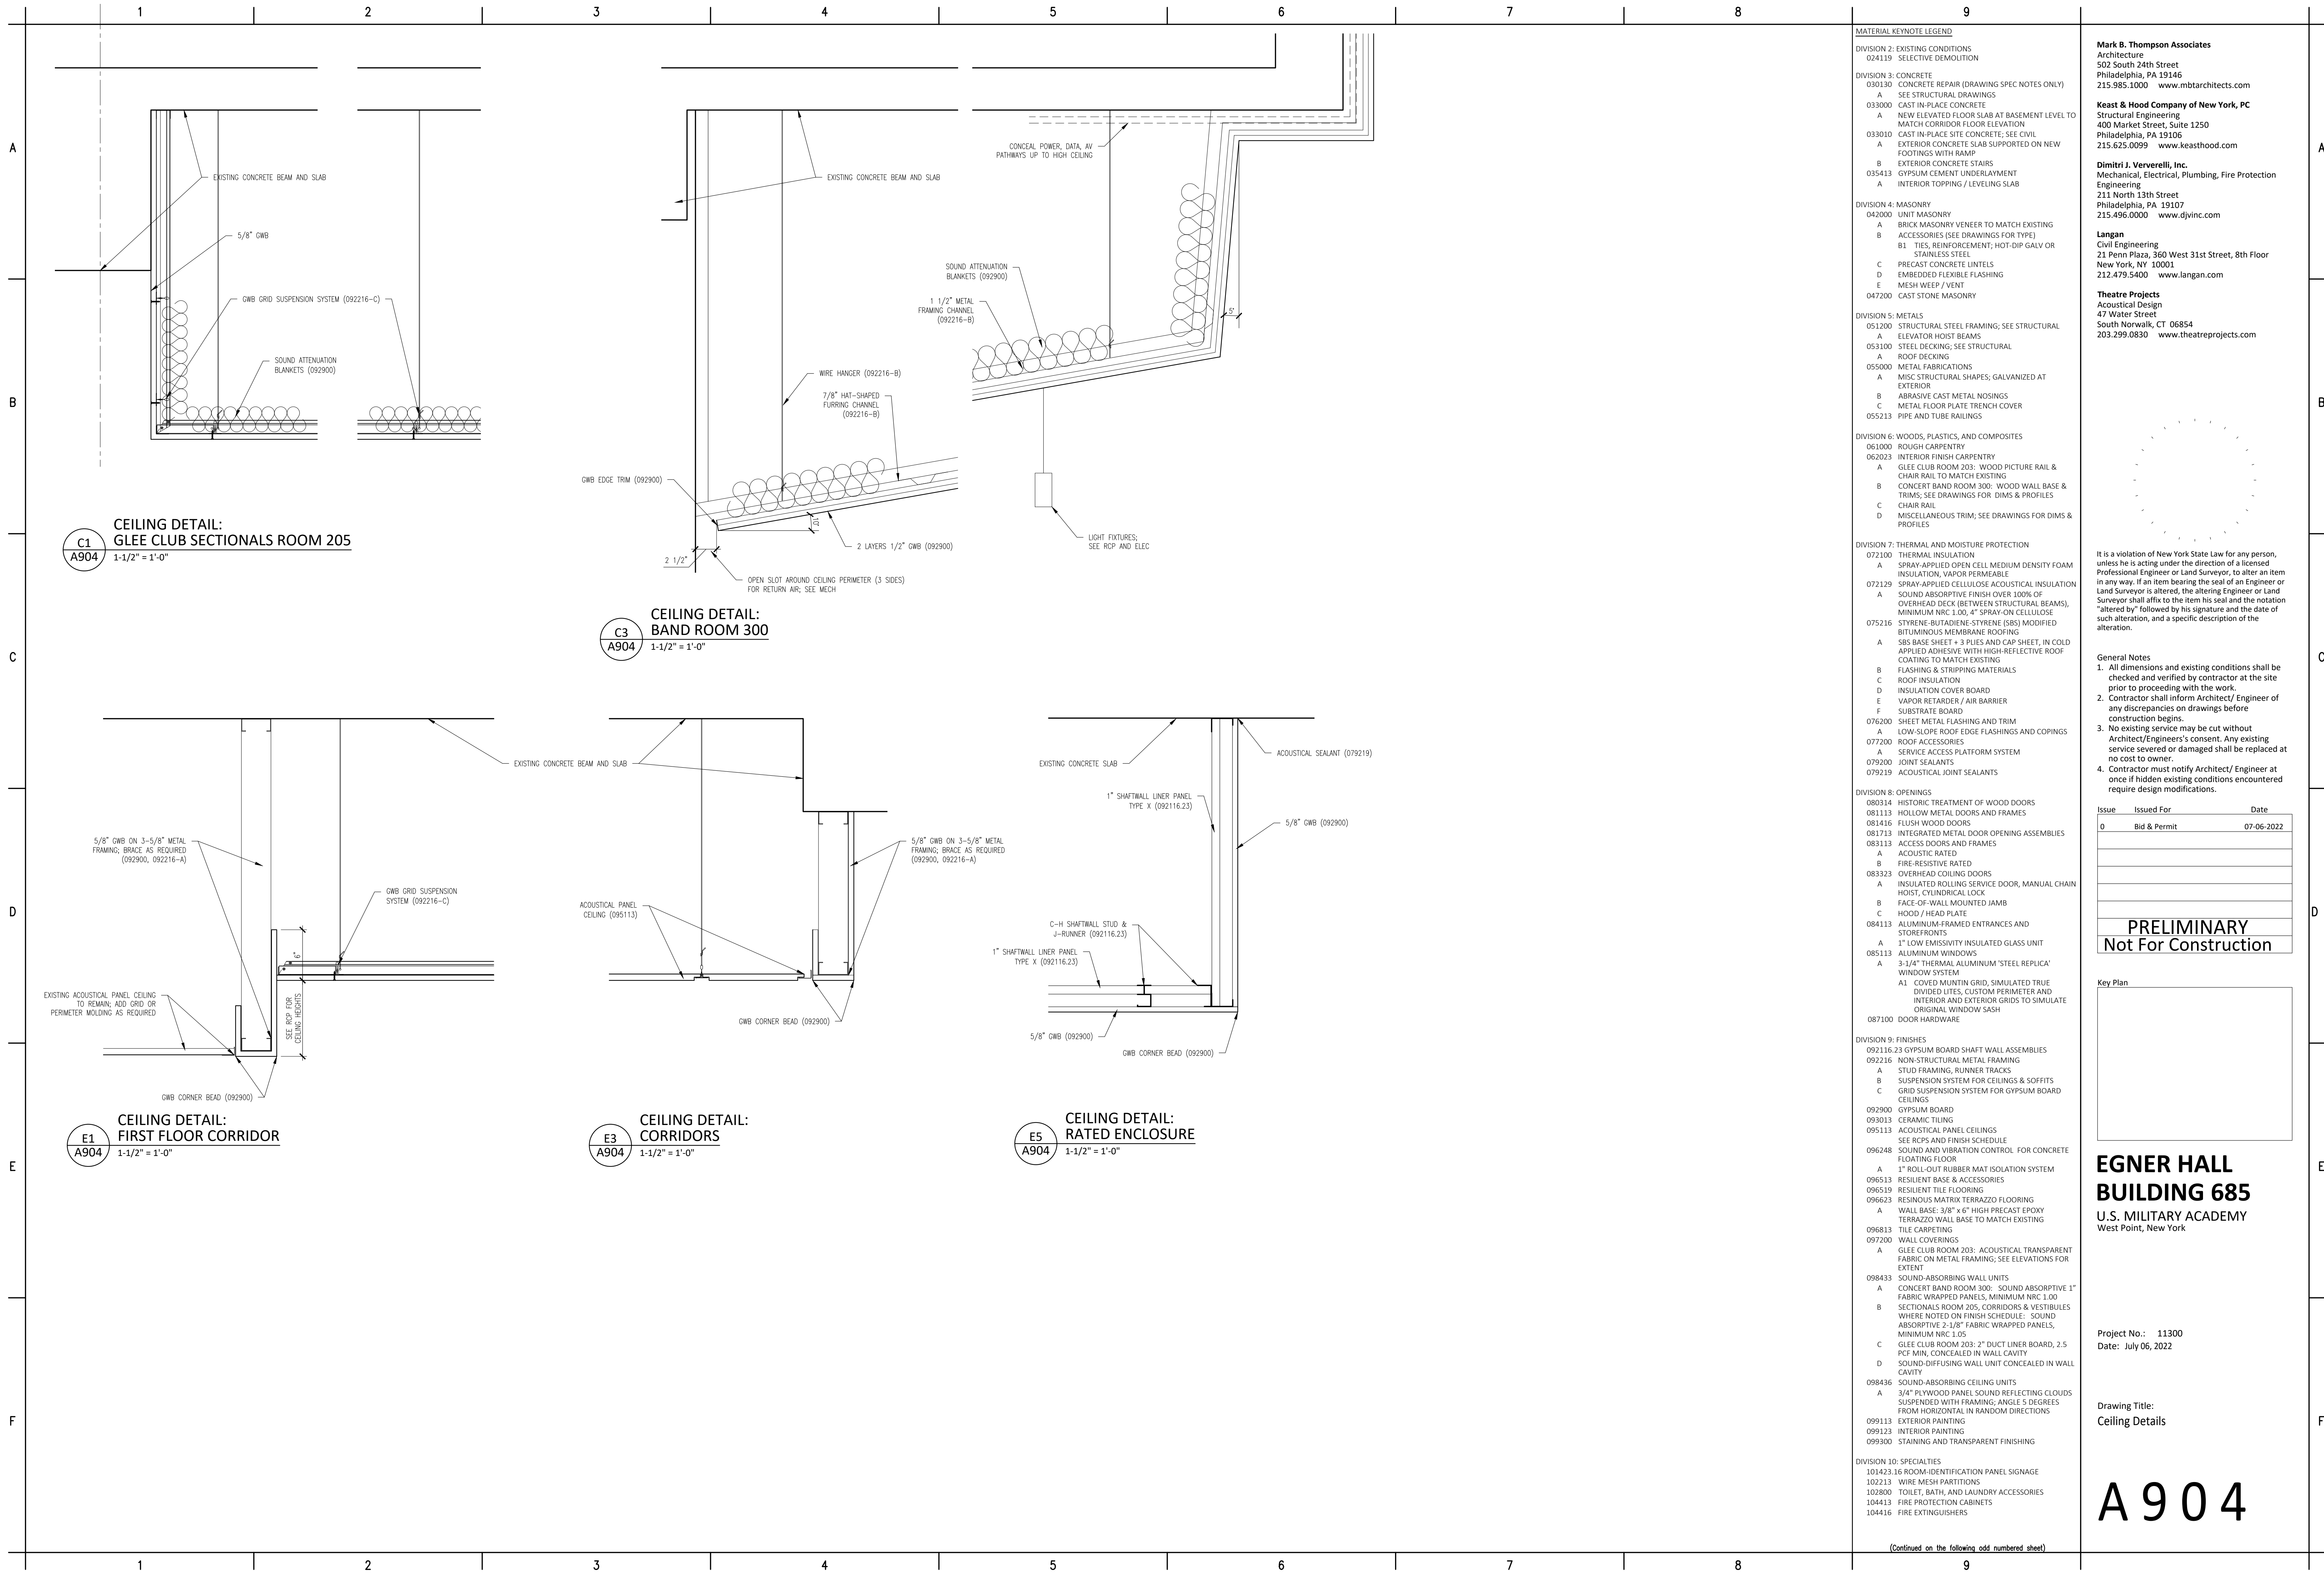 1 2 3 4 5 6 7 8 9
A
B
C
D
E
F
EXISTING CONCRETE BEAM AND SLAB
5/8" GWB
GWB GRID SUSPENSION SYSTEM (092216-C)
SOUND ATTENUATION
BLANKETS (092900)
C1
A904
CEILING DETAIL:
GLEE CLUB SECTIONALS ROOM 205
1-1/2" = 1'-0"
CONCEAL POWER, DATA, AV
PATHWAYS UP TO HIGH CEILING
EXISTING CONCRETE BEAM AND SLAB
SOUND ATTENUATION
BLANKETS (092900)
1 1/2" METAL
FRAMING CHANNEL
(092216-B)
5°
WIRE HANGER (092216-B)
7/8" HAT-SHAPED
FURRING CHANNEL
(092216-B)
GWB EDGE TRIM (092900)
10°
2 LAYERS 1/2" GWB (092900)
LIGHT FIXTURES;
SEE RCP AND ELEC
2 1/2"
OPEN SLOT AROUND CEILING PERIMETER (3 SIDES)
FOR RETURN AIR; SEE MECH
C3
A904
CEILING DETAIL:
BAND ROOM 300
1-1/2" = 1'-0"
EXISTING CONCRETE BEAM AND SLAB
5/8" GWB ON 3-5/8" METAL
FRAMING; BRACE AS REQUIRED
(092900, 092216-A)
GWB GRID SUSPENSION
SYSTEM (092216-C)
6"
SEE RCP FOR
CEILING HEIGHTS
EXISTING ACOUSTICAL PANEL CEILING
TO REMAIN; ADD GRID OR
PERIMETER MOLDING AS REQUIRED
GWB CORNER BEAD (092900)
E1
A904
CEILING DETAIL:
FIRST FLOOR CORRIDOR
1-1/2" = 1'-0"
5/8" GWB ON 3-5/8" METAL
FRAMING; BRACE AS REQUIRED
(092900, 092216-A)
ACOUSTICAL PANEL
CEILING (095113)
GWB CORNER BEAD (092900)
E3
A904
CEILING DETAIL:
CORRIDORS
1-1/2" = 1'-0"
EXISTING CONCRETE SLAB
ACOUSTICAL SEALANT (079219)
1" SHAFTWALL LINER PANEL
TYPE X (092116.23)
5/8" GWB (092900)
C-H SHAFTWALL STUD &
J-RUNNER (092116.23)
1" SHAFTWALL LINER PANEL
TYPE X (092116.23)
5/8" GWB (092900)
GWB CORNER BEAD (092900)
E5
A904
CEILING DETAIL:
RATED ENCLOSURE
1-1/2" = 1'-0"
MATERIAL KEYNOTE LEGEND
DIVISION 2: EXISTING CONDITIONS
024119 SELECTIVE DEMOLITION
DIVISION 3: CONCRETE
030130 CONCRETE REPAIR (DRAWING SPEC NOTES ONLY)
A SEE STRUCTURAL DRAWINGS
033000 CAST IN-PLACE CONCRETE
A NEW ELEVATED FLOOR SLAB AT BASEMENT LEVEL TO
MATCH CORRIDOR FLOOR ELEVATION
033010 CAST IN-PLACE SITE CONCRETE; SEE CIVIL
A EXTERIOR CONCRETE SLAB SUPPORTED ON NEW
FOOTINGS WITH RAMP
B EXTERIOR CONCRETE STAIRS
035413 GYPSUM CEMENT UNDERLAYMENT
A INTERIOR TOPPING / LEVELING SLAB
DIVISION 4: MASONRY
042000 UNIT MASONRY
A BRICK MASONRY VENEER TO MATCH EXISTING
B ACCESSORIES (SEE DRAWINGS FOR TYPE)
B1 TIES, REINFORCEMENT; HOT-DIP GALV OR
STAINLESS STEEL
C PRECAST CONCRETE LINTELS
D EMBEDDED FLEXIBLE FLASHING
E MESH WEEP / VENT
047200 CAST STONE MASONRY
DIVISION 5: METALS
051200 STRUCTURAL STEEL FRAMING; SEE STRUCTURAL
A ELEVATOR HOIST BEAMS
053100 STEEL DECKING; SEE STRUCTURAL
A ROOF DECKING
055000 METAL FABRICATIONS
A MISC STRUCTURAL SHAPES; GALVANIZED AT
EXTERIOR
B ABRASIVE CAST METAL NOSINGS
C METAL FLOOR PLATE TRENCH COVER
055213 PIPE AND TUBE RAILINGS
DIVISION 6: WOODS, PLASTICS, AND COMPOSITES
061000 ROUGH CARPENTRY
062023 INTERIOR FINISH CARPENTRY
A GLEE CLUB ROOM 203: WOOD PICTURE RAIL &
CHAIR RAIL TO MATCH EXISTING
B CONCERT BAND ROOM 300: WOOD WALL BASE &
TRIMS; SEE DRAWINGS FOR DIMS & PROFILES
C CHAIR RAIL
D MISCELLANEOUS TRIM; SEE DRAWINGS FOR DIMS &
PROFILES
DIVISION 7: THERMAL AND MOISTURE PROTECTION
072100 THERMAL INSULATION
A SPRAY-APPLIED OPEN CELL MEDIUM DENSITY FOAM
INSULATION, VAPOR PERMEABLE
072129 SPRAY-APPLIED CELLULOSE ACOUSTICAL INSULATION
A SOUND ABSORPTIVE FINISH OVER 100% OF
OVERHEAD DECK (BETWEEN STRUCTURAL BEAMS),
MINIMUM NRC 1.00, 4" SPRAY-ON CELLULOSE
075216 STYRENE-BUTADIENE-STYRENE (SBS) MODIFIED
BITUMINOUS MEMBRANE ROOFING
A SBS BASE SHEET + 3 PLIES AND CAP SHEET, IN COLD
APPLIED ADHESIVE WITH HIGH-REFLECTIVE ROOF
COATING TO MATCH EXISTING
B FLASHING & STRIPPING MATERIALS
C ROOF INSULATION
D INSULATION COVER BOARD
E VAPOR RETARDER / AIR BARRIER
F SUBSTRATE BOARD
076200 SHEET METAL FLASHING AND TRIM
A LOW-SLOPE ROOF EDGE FLASHINGS AND COPINGS
077200 ROOF ACCESSORIES
A SERVICE ACCESS PLATFORM SYSTEM
079200 JOINT SEALANTS
079219 ACOUSTICAL JOINT SEALANTS
DIVISION 8: OPENINGS
080314 HISTORIC TREATMENT OF WOOD DOORS
081113 HOLLOW METAL DOORS AND FRAMES
081416 FLUSH WOOD DOORS
081713 INTEGRATED METAL DOOR OPENING ASSEMBLIES
083113 ACCESS DOORS AND FRAMES
A ACOUSTIC RATED
B FIRE-RESISTIVE RATED
083323 OVERHEAD COILING DOORS
A INSULATED ROLLING SERVICE DOOR, MANUAL CHAIN
HOIST, CYLINDRICAL LOCK
B FACE-OF-WALL MOUNTED JAMB
C HOOD / HEAD PLATE
084113 ALUMINUM-FRAMED ENTRANCES AND
STOREFRONTS
A 1" LOW EMISSIVITY INSULATED GLASS UNIT
085113 ALUMINUM WINDOWS
A 3-1/4" THERMAL ALUMINUM 'STEEL REPLICA'
WINDOW SYSTEM
A1 COVED MUNTIN GRID, SIMULATED TRUE
DIVIDED LITES, CUSTOM PERIMETER AND
INTERIOR AND EXTERIOR GRIDS TO SIMULATE
ORIGINAL WINDOW SASH
087100 DOOR HARDWARE
DIVISION 9: FINISHES
092116.23 GYPSUM BOARD SHAFT WALL ASSEMBLIES
092216 NON-STRUCTURAL METAL FRAMING
A STUD FRAMING, RUNNER TRACKS
B SUSPENSION SYSTEM FOR CEILINGS & SOFFITS
C GRID SUSPENSION SYSTEM FOR GYPSUM BOARD
CEILINGS
092900 GYPSUM BOARD
093013 CERAMIC TILING
095113 ACOUSTICAL PANEL CEILINGS
SEE RCPS AND FINISH SCHEDULE
096248 SOUND AND VIBRATION CONTROL FOR CONCRETE
FLOATING FLOOR
A 1" ROLL-OUT RUBBER MAT ISOLATION SYSTEM
096513 RESILIENT BASE & ACCESSORIES
096519 RESILIENT TILE FLOORING
096623 RESINOUS MATRIX TERRAZZO FLOORING
A WALL BASE: 3/8" x 6" HIGH PRECAST EPOXY
TERRAZZO WALL BASE TO MATCH EXISTING
096813 TILE CARPETING
097200 WALL COVERINGS
A GLEE CLUB ROOM 203: ACOUSTICAL TRANSPARENT
FABRIC ON METAL FRAMING; SEE ELEVATIONS FOR
EXTENT
098433 SOUND-ABSORBING WALL UNITS
A CONCERT BAND ROOM 300: SOUND ABSORPTIVE 1"
FABRIC WRAPPED PANELS, MINIMUM NRC 1.00
B SECTIONALS ROOM 205, CORRIDORS & VESTIBULES
WHERE NOTED ON FINISH SCHEDULE: SOUND
ABSORPTIVE 2-1/8" FABRIC WRAPPED PANELS,
MINIMUM NRC 1.05
C GLEE CLUB ROOM 203: 2" DUCT LINER BOARD, 2.5
PCF MIN, CONCEALED IN WALL CAVITY
D SOUND-DIFFUSING WALL UNIT CONCEALED IN WALL
CAVITY
098436 SOUND-ABSORBING CEILING UNITS
A 3/4" PLYWOOD PANEL SOUND REFLECTING CLOUDS
SUSPENDED WITH FRAMING; ANGLE 5 DEGREES
FROM HORIZONTAL IN RANDOM DIRECTIONS
099113 EXTERIOR PAINTING
099123 INTERIOR PAINTING
099300 STAINING AND TRANSPARENT FINISHING
DIVISION 10: SPECIALTIES
101423.16 ROOM-IDENTIFICATION PANEL SIGNAGE
102213 WIRE MESH PARTITIONS
102800 TOILET, BATH, AND LAUNDRY ACCESSORIES
104413 FIRE PROTECTION CABINETS
104416 FIRE EXTINGUISHERS
(Continued on the following odd numbered sheet)
Mark B. Thompson Associates
Architecture
502 South 24th Street
Philadelphia, PA 19146
215.985.1000 www.mbtarchitects.com
Keast & Hood Company of New York, PC
Structural Engineering
400 Market Street, Suite 1250
Philadelphia, PA 19106
215.625.0099 www.keasthood.com
Dimitri J. Ververelli, Inc.
Mechanical, Electrical, Plumbing, Fire Protection
Engineering
211 North 13th Street
Philadelphia, PA 19107
215.496.0000 www.djvinc.com
Langan
Civil Engineering
21 Penn Plaza, 360 West 31st Street, 8th Floor
New York, NY 10001
212.479.5400 www.langan.com
Theatre Projects
Acoustical Design
47 Water Street
South Norwalk, CT 06854
203.299.0830 www.theatreprojects.com
It is a violation of New York State Law for any person,
unless he is acting under the direction of a licensed
Professional Engineer or Land Surveyor, to alter an item
in any way. If an item bearing the seal of an Engineer or
Land Surveyor is altered, the altering Engineer or Land
Surveyor shall affix to the item his seal and the notation
"altered by" followed by his signature and the date of
such alteration, and a specific description of the
alteration.
General Notes
1. All dimensions and existing conditions shall be
checked and verified by contractor at the site
prior to proceeding with the work.
2. Contractor shall inform Architect/ Engineer of
any discrepancies on drawings before
construction begins.
3. No existing service may be cut without
Architect/Engineers's consent. Any existing
service severed or damaged shall be replaced at
no cost to owner.
4. Contractor must notify Architect/ Engineer at
once if hidden existing conditions encountered
require design modifications.
Issue Issued For Date
0 Bid & Permit 07-06-2022
PRELIMINARY
Not For Construction
Key Plan
EGNER HALL
BUILDING 685
U.S. MILITARY ACADEMY
West Point, New York
Project No.: 11300
Date: July 06, 2022
Drawing Title:
Ceiling Details
A904
A
B
C
D
E
F
1 2 3 4 5 6 7 8 9